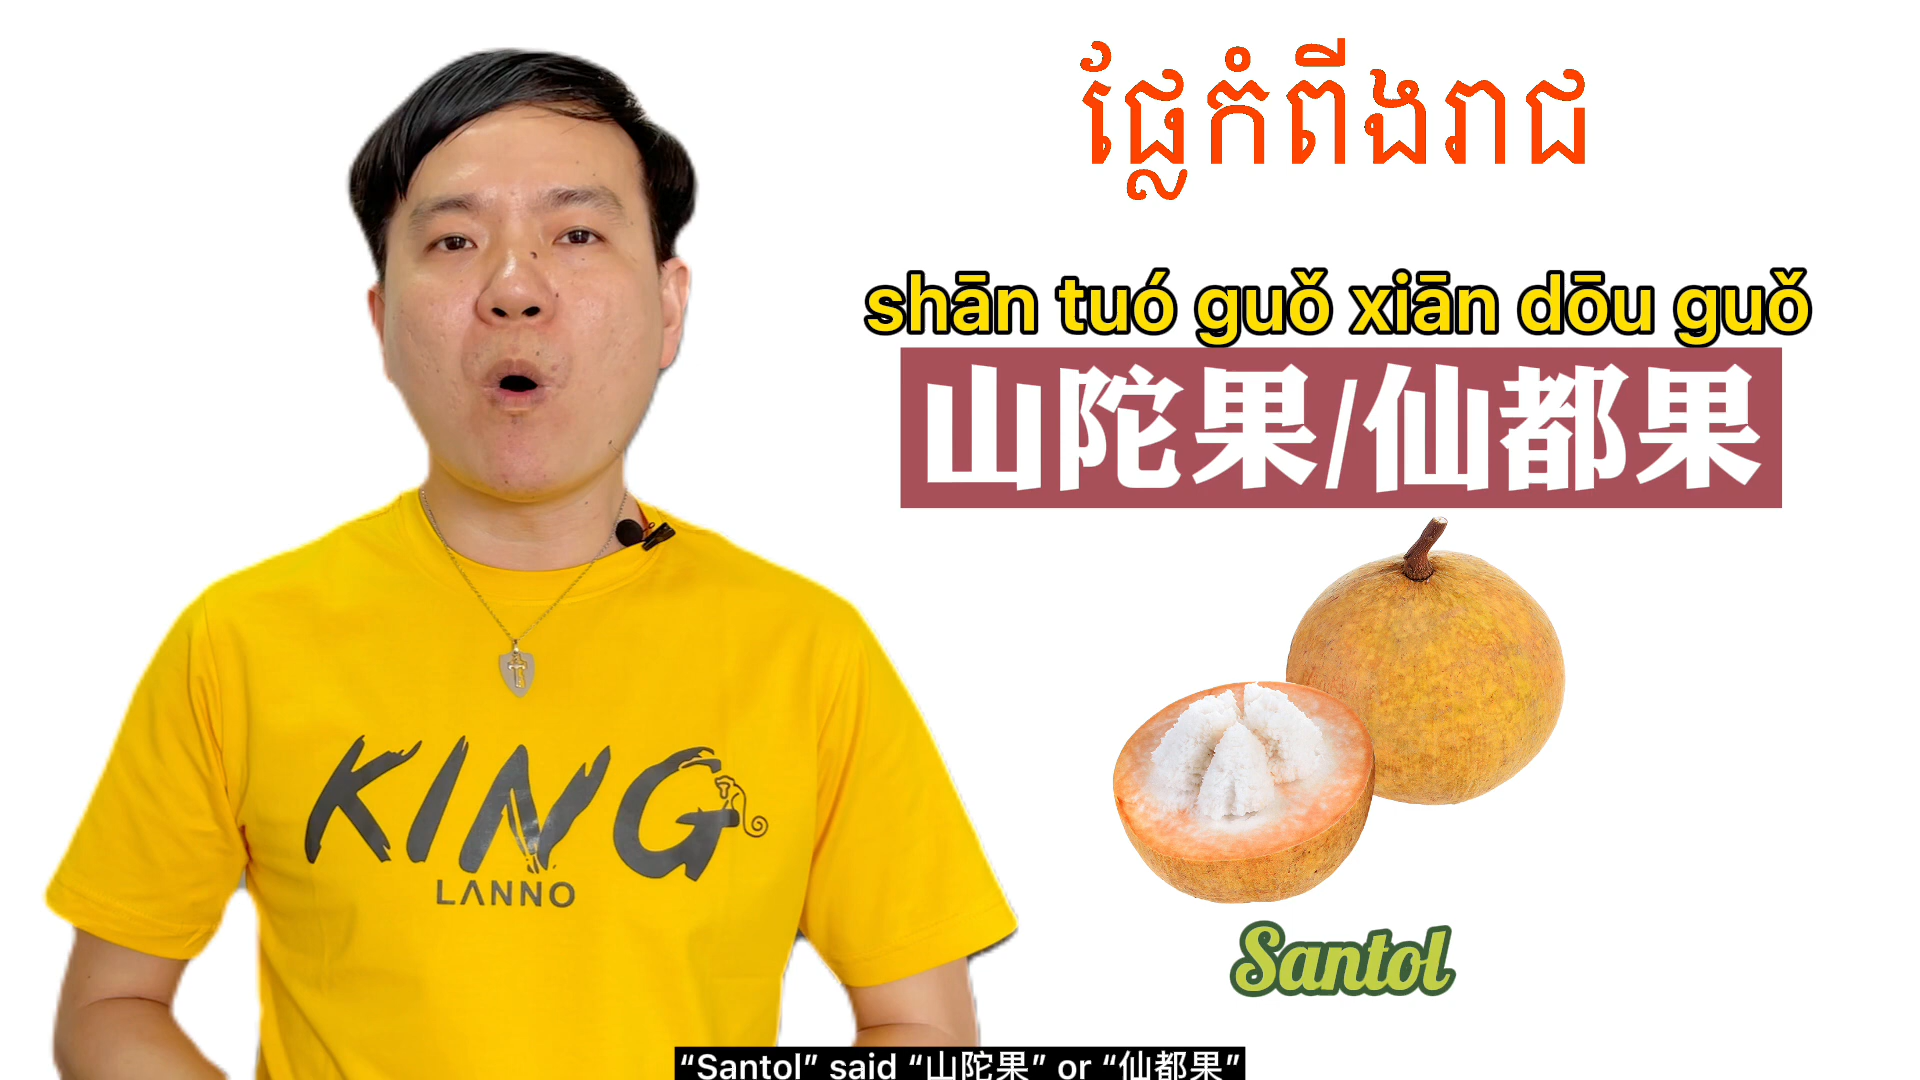 ផ្លែកំពីងរាជ
shān tuó guǒ xiān dōu guǒ
山陀果/仙都果
KING
LANNO
Santol
“Santol” said “山陀果” or “仙都果”